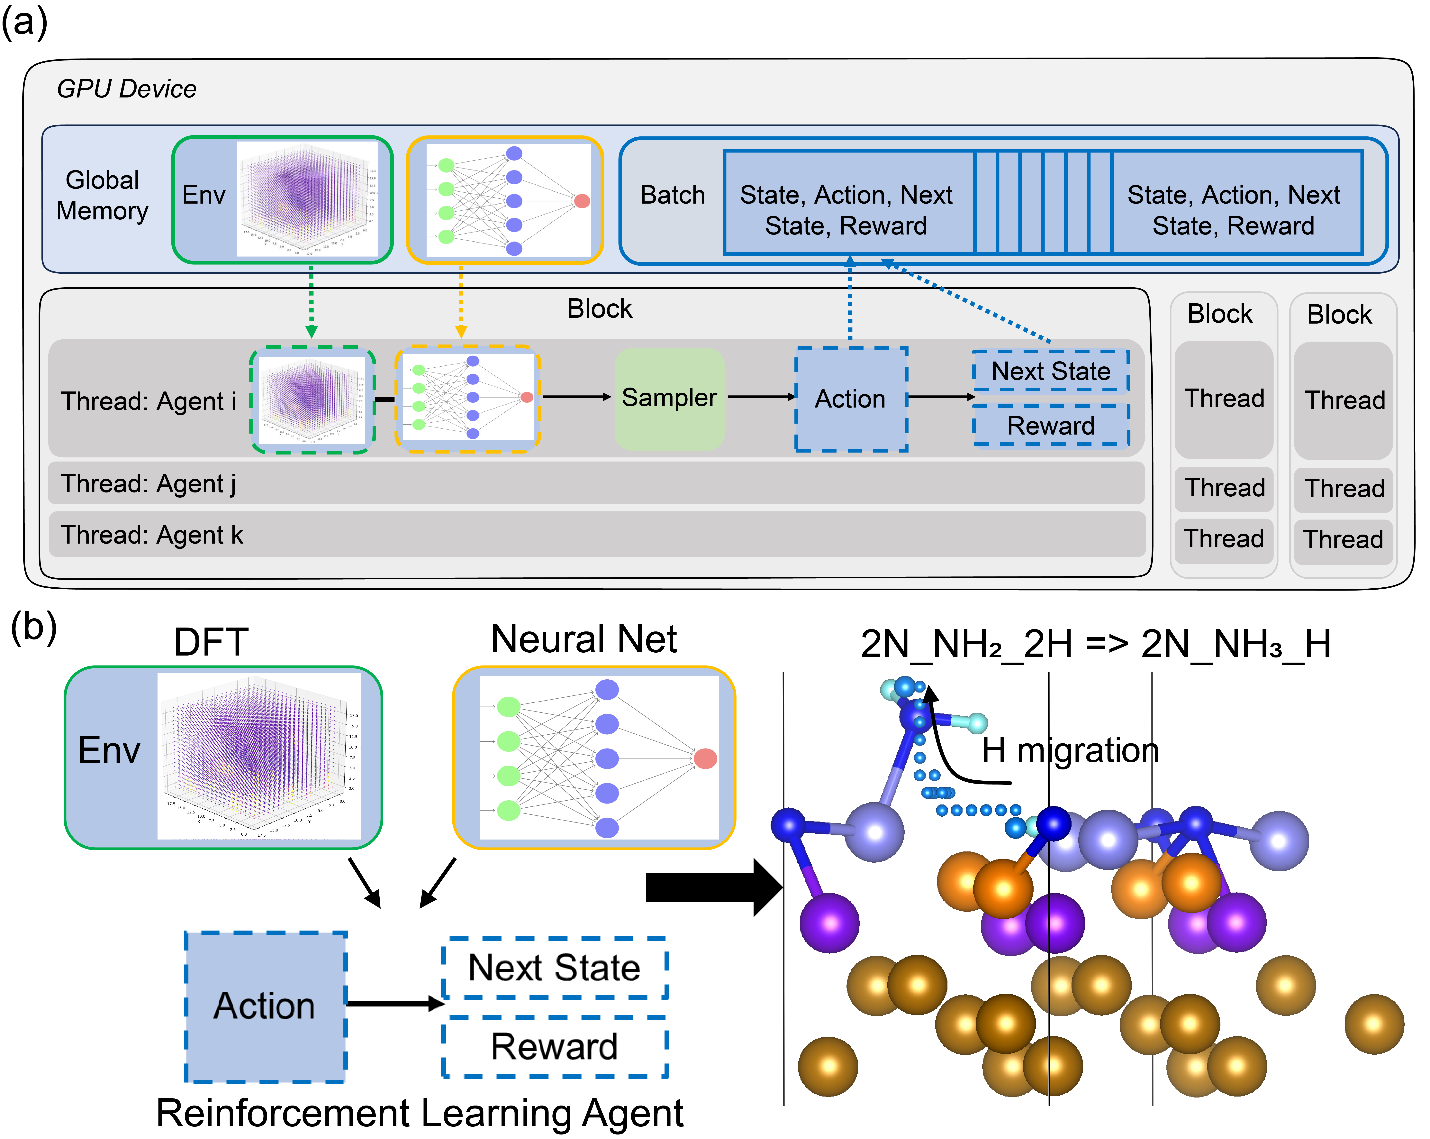 (a)
GPU Device
Global
Memory
Env
Batch
State, Action, Next
State, Reward
State, Action, Next
State, Reward
Block
Block
Block
Thread: Agent i
Sampler
Action
Next State
Reward
Thread
Thread
Thread: Agent j
Thread
Thread
Thread: Agent k
Thread
Thread
(b)
DFT
Neural Net
2N_NH₂_2H => 2N_NH₃_H
Env
H migration
Action
Next State
Reward
Reinforcement Learning Agent